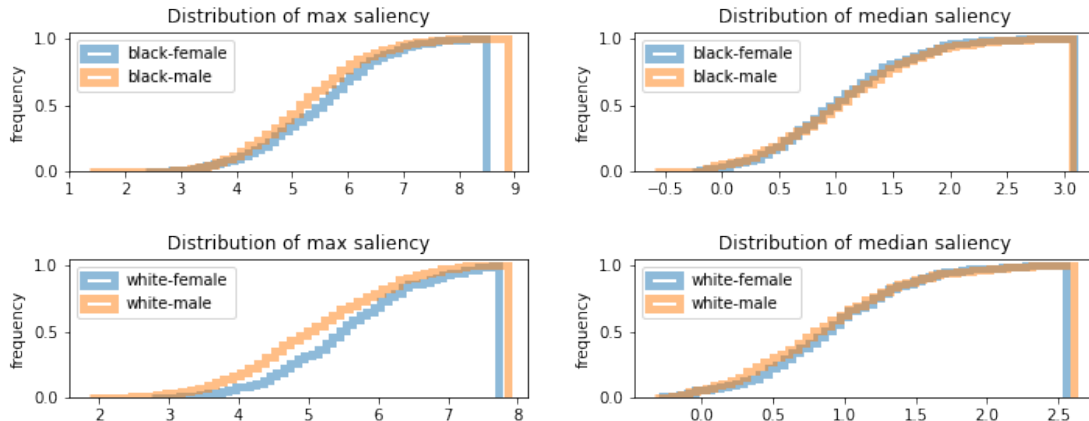 Distribution of max saliency
frequency
1.0
0.5
0.0
black-female
black-male
1 2 3 4 5 6 7 8 9
Distribution of median saliency
frequency
1.0
0.5
0.0
black-female
black-male
−0.5 0.0 0.5 1.0 1.5 2.0 2.5 3.0
Distribution of max saliency
frequency
1.0
0.5
0.0
white-female
white-male
2 3 4 5 6 7 8
Distribution of median saliency
frequency
1.0
0.5
0.0
white-female
white-male
0.0 0.5 1.0 1.5 2.0 2.5